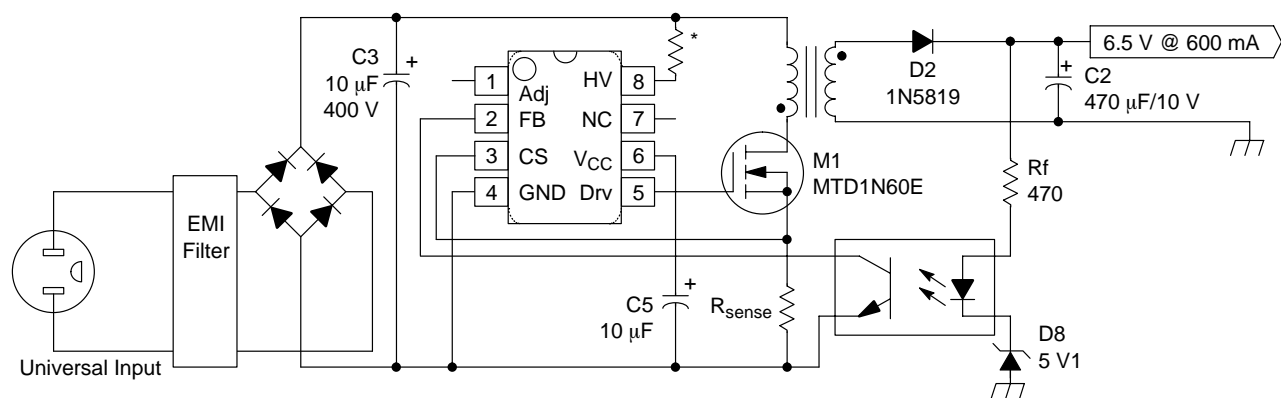 C3
10 μF
400 V
+
1
Adj
HV
8
*
2
FB
NC
7
3
CS
VCC
6
4
GND
Drv
5
M1
MTD1N60E
D2
1N5819
6.5 V @ 600 mA
+
C2
470 μF/10 V
Rf
470
EMI
Filter
Universal Input
C5
10 μF
+
Rsense
D8
5 V1